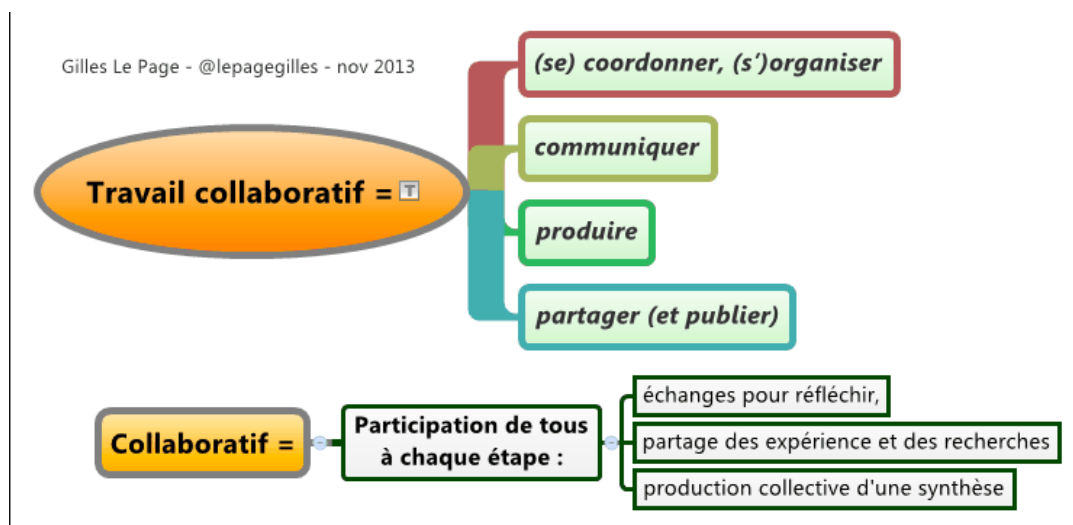 Gilles Le Page - @lepagegilles - nov 2013
(se) coordonner, (s’)organiser
communiquer
Travail collaboratif = T
produire
partager (et publier)
Collaboratif =
Participation de tous
à chaque étape :
échanges pour réfléchir,
partage des expérience et des recherches
production collective d'une synthèse